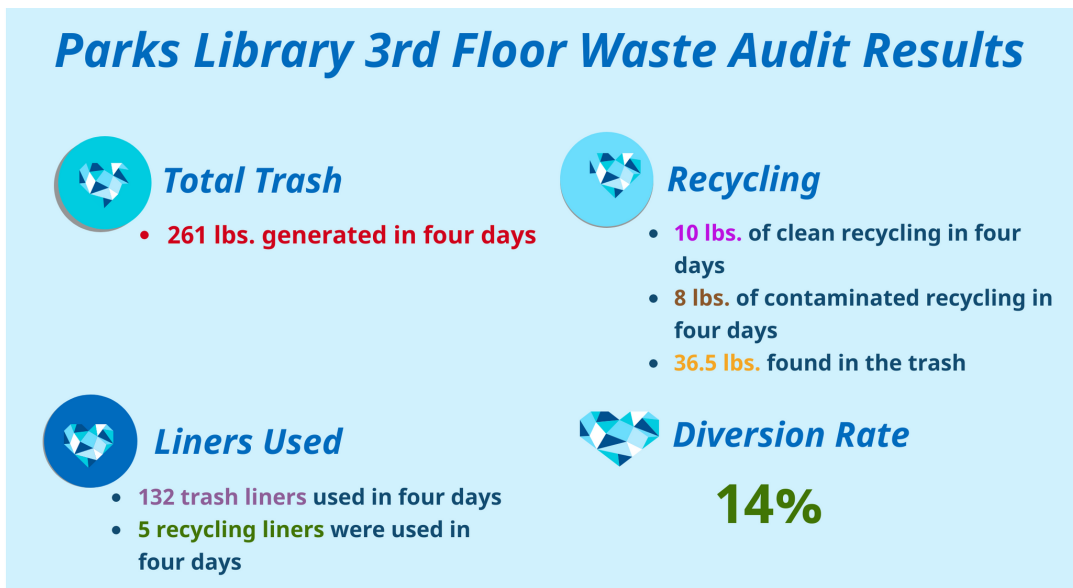 Parks Library 3rd Floor Waste Audit Results
Total Trash
• 261 lbs. generated in four days
Recycling
• 10 lbs. of clean recycling in four
days
• 8 lbs. of contaminated recycling in
four days
• 36.5 lbs. found in the trash
Liners Used
• 132 trash liners used in four days
• 5 recycling liners were used in
four days
Diversion Rate
14%